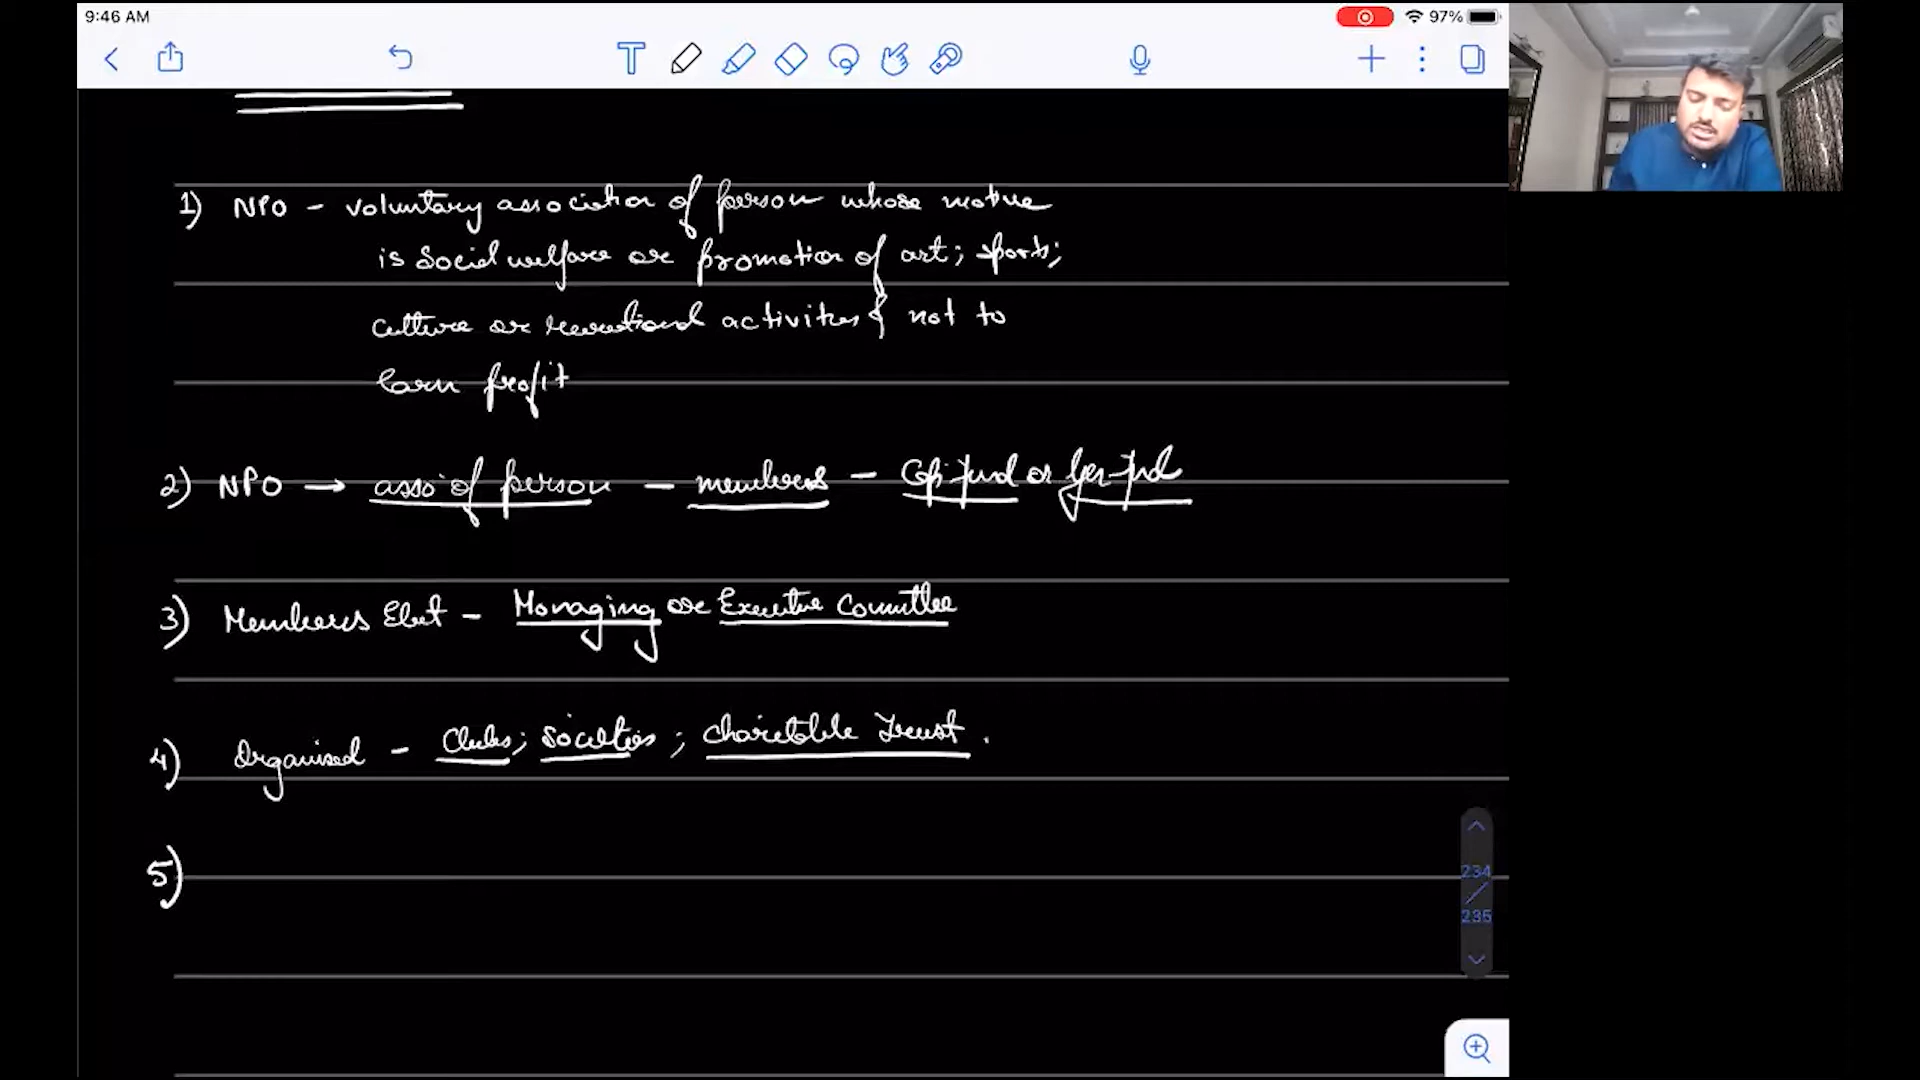 9:46 AM
97%
1) NPO - voluntary association of person whose motive
is Social welfare or promotion of art; sports;
culture or recreational activities & not to
earn profit
2) NPO → asso' of person - members - Cap. fund or Gen. fd
3) Members Elect - Managing or Executive Committee
4) Organised - Clubs; Societies; Charitable Trust.
5)
234
/
235